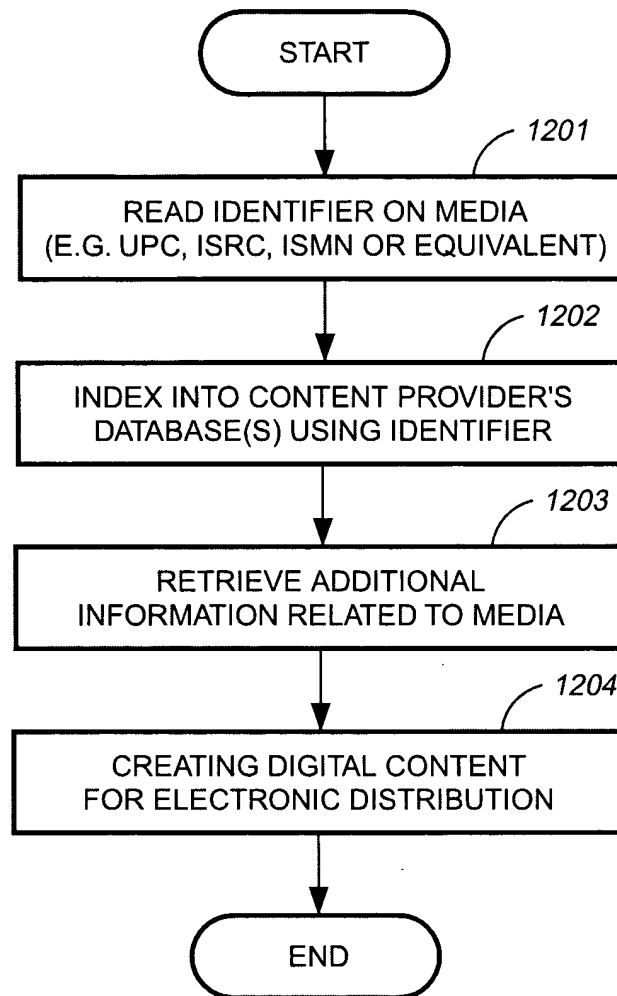 START
1201
READ IDENTIFIER ON MEDIA
(E.G. UPC, ISRC, ISMN OR EQUIVALENT)
1202
INDEX INTO CONTENT PROVIDER'S
DATABASE(S) USING IDENTIFIER
1203
RETRIEVE ADDITIONAL
INFORMATION RELATED TO MEDIA
1204
CREATING DIGITAL CONTENT
FOR ELECTRONIC DISTRIBUTION
END